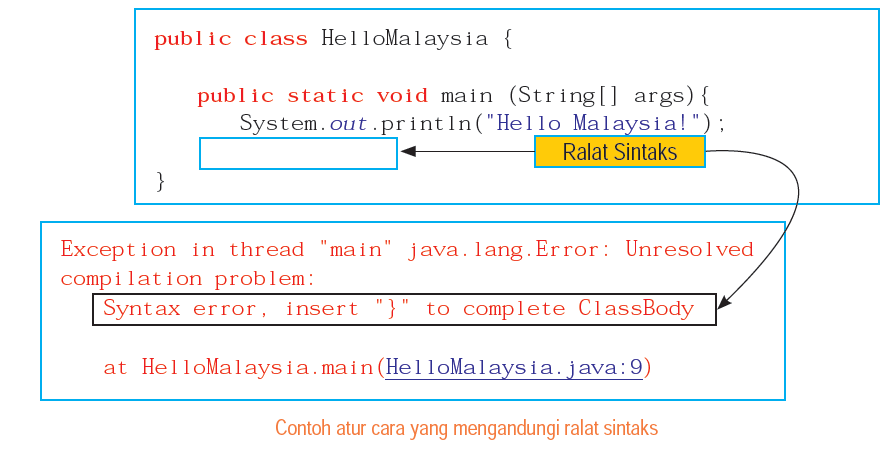 public class HelloMalaysia {
public static void main (String[] args){
System.out.println("Hello Malaysia!");
Ralat Sintaks
}
Exception in thread "main" java.lang.Error: Unresolved
compilation problem:
Syntax error, insert "}" to complete ClassBody
at HelloMalaysia.main(HelloMalaysia.java:9)
Contoh atur cara yang mengandungi ralat sintaks